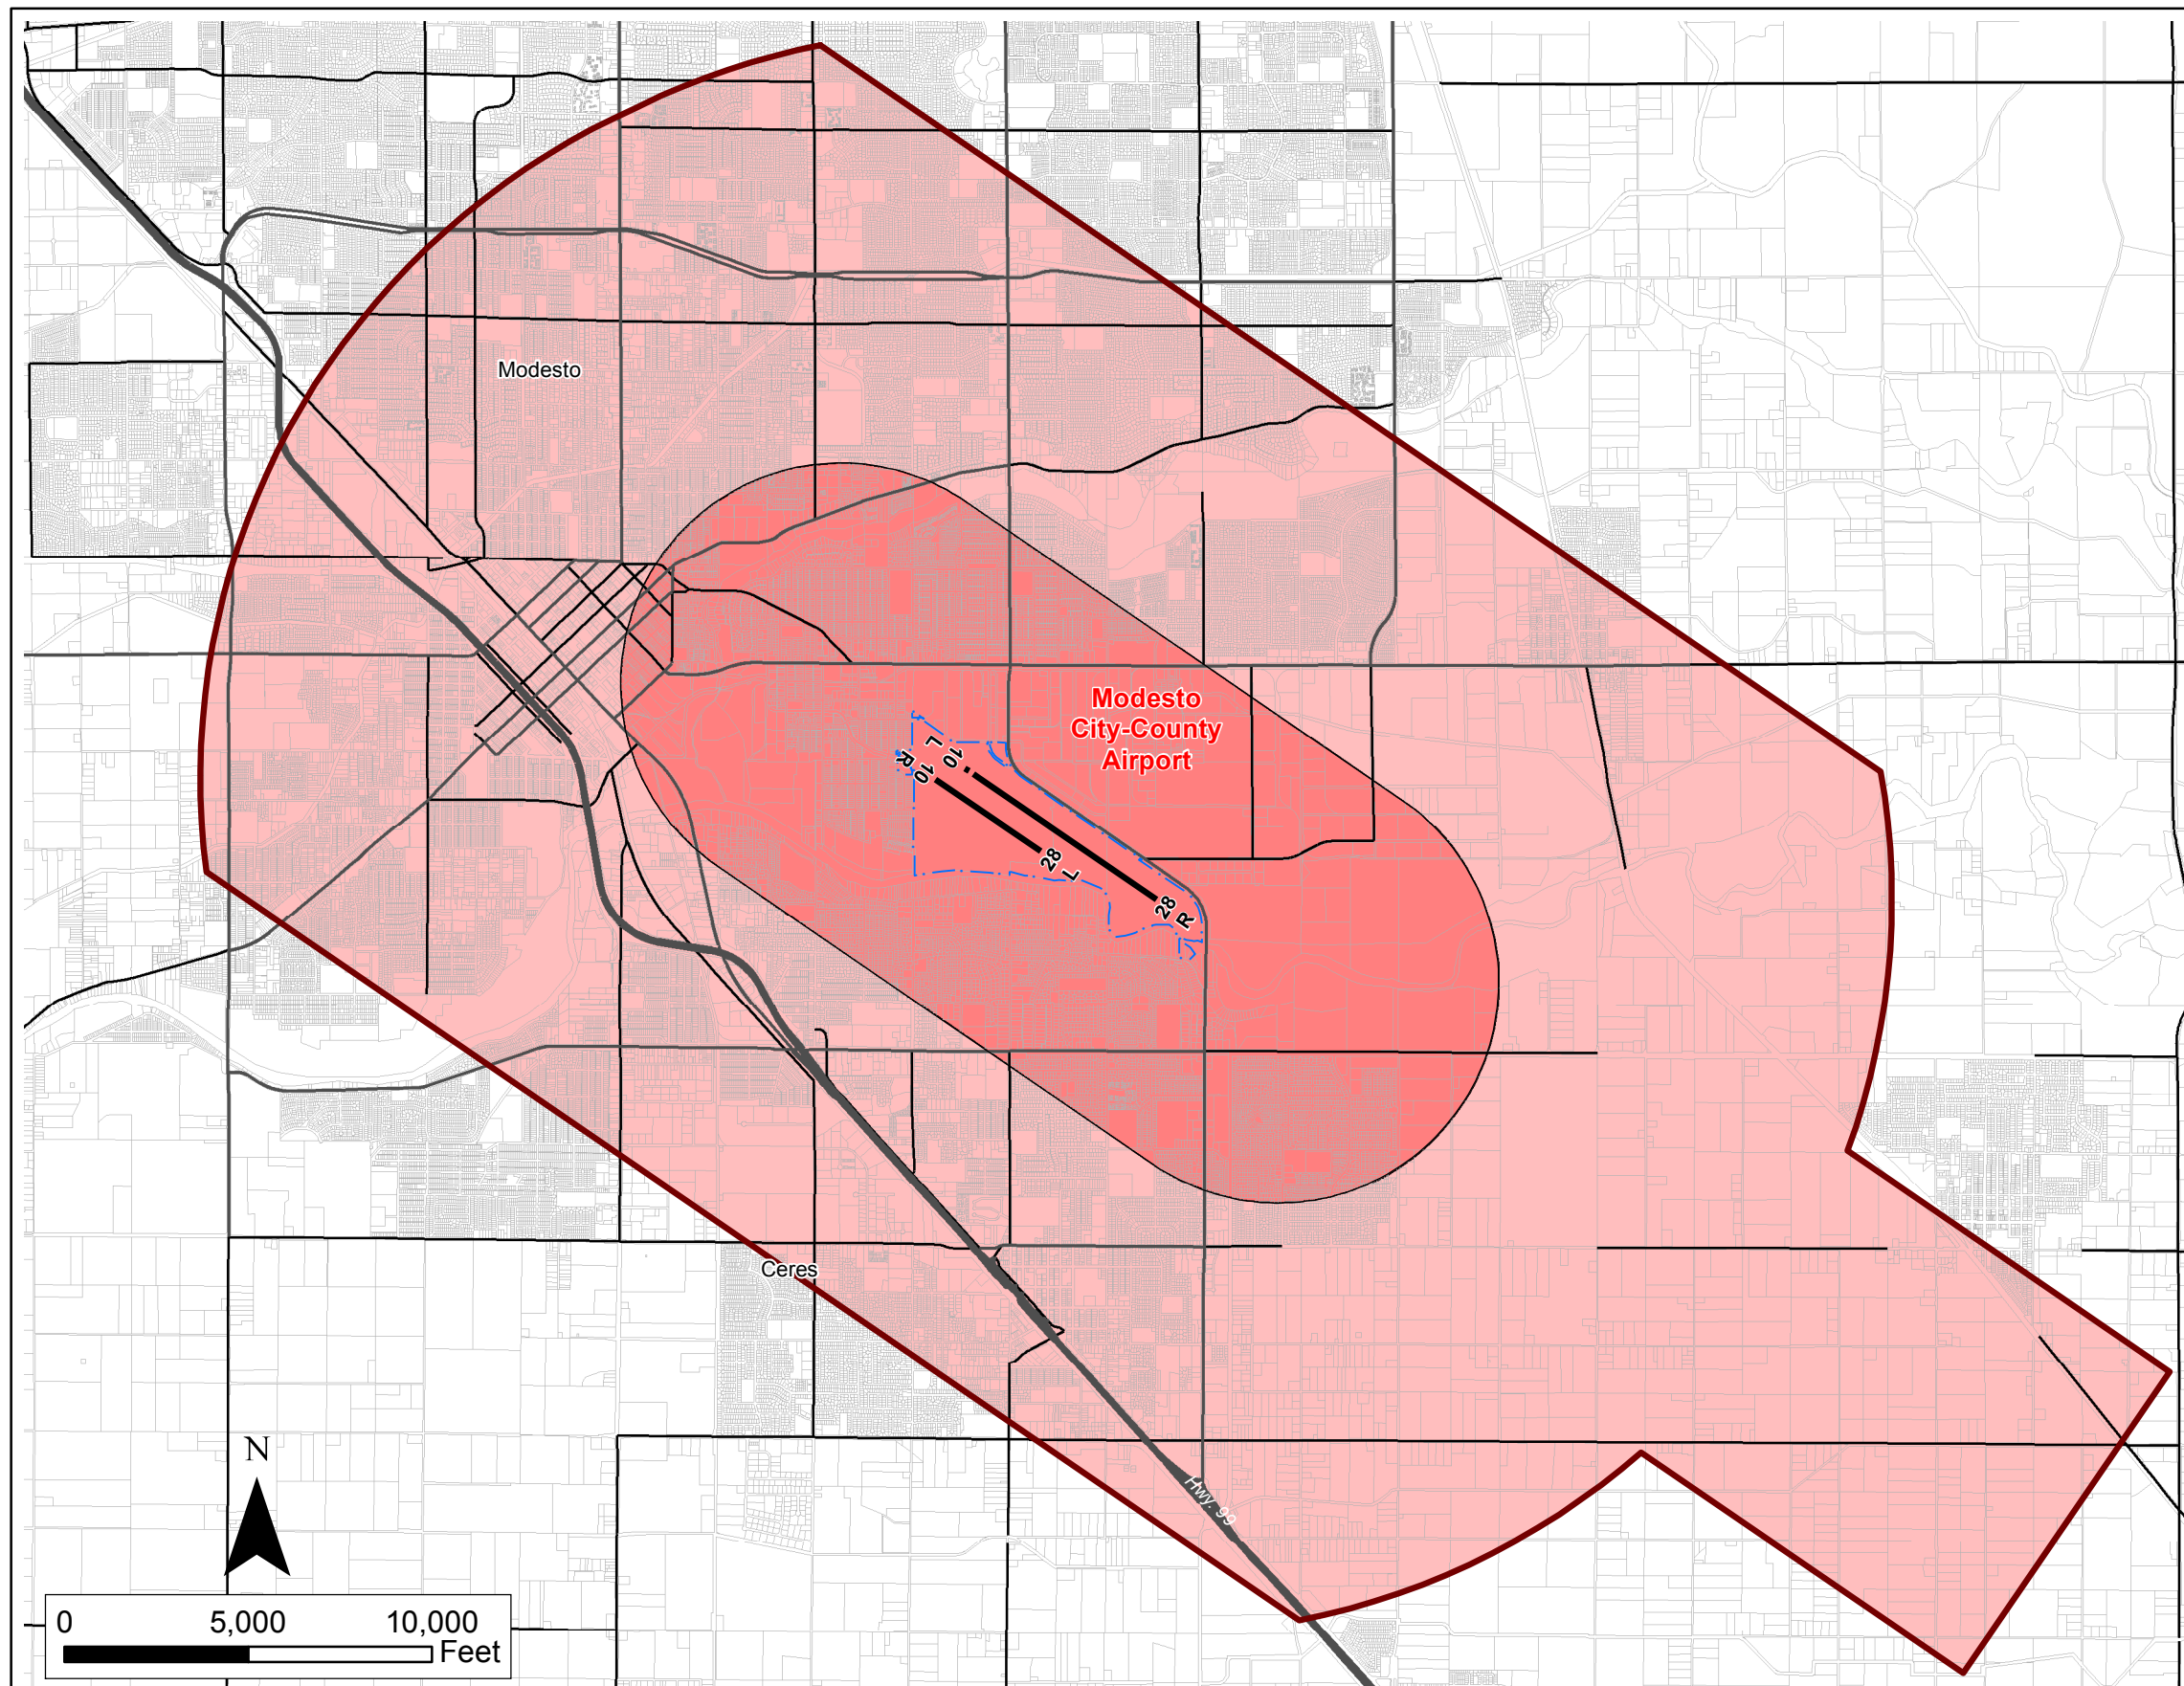 Modesto
Modesto
City-County
Airport
10
L
10
R
28
L
28
R
Ceres
Hwy. 99
N
0 5,000 10,000
Feet